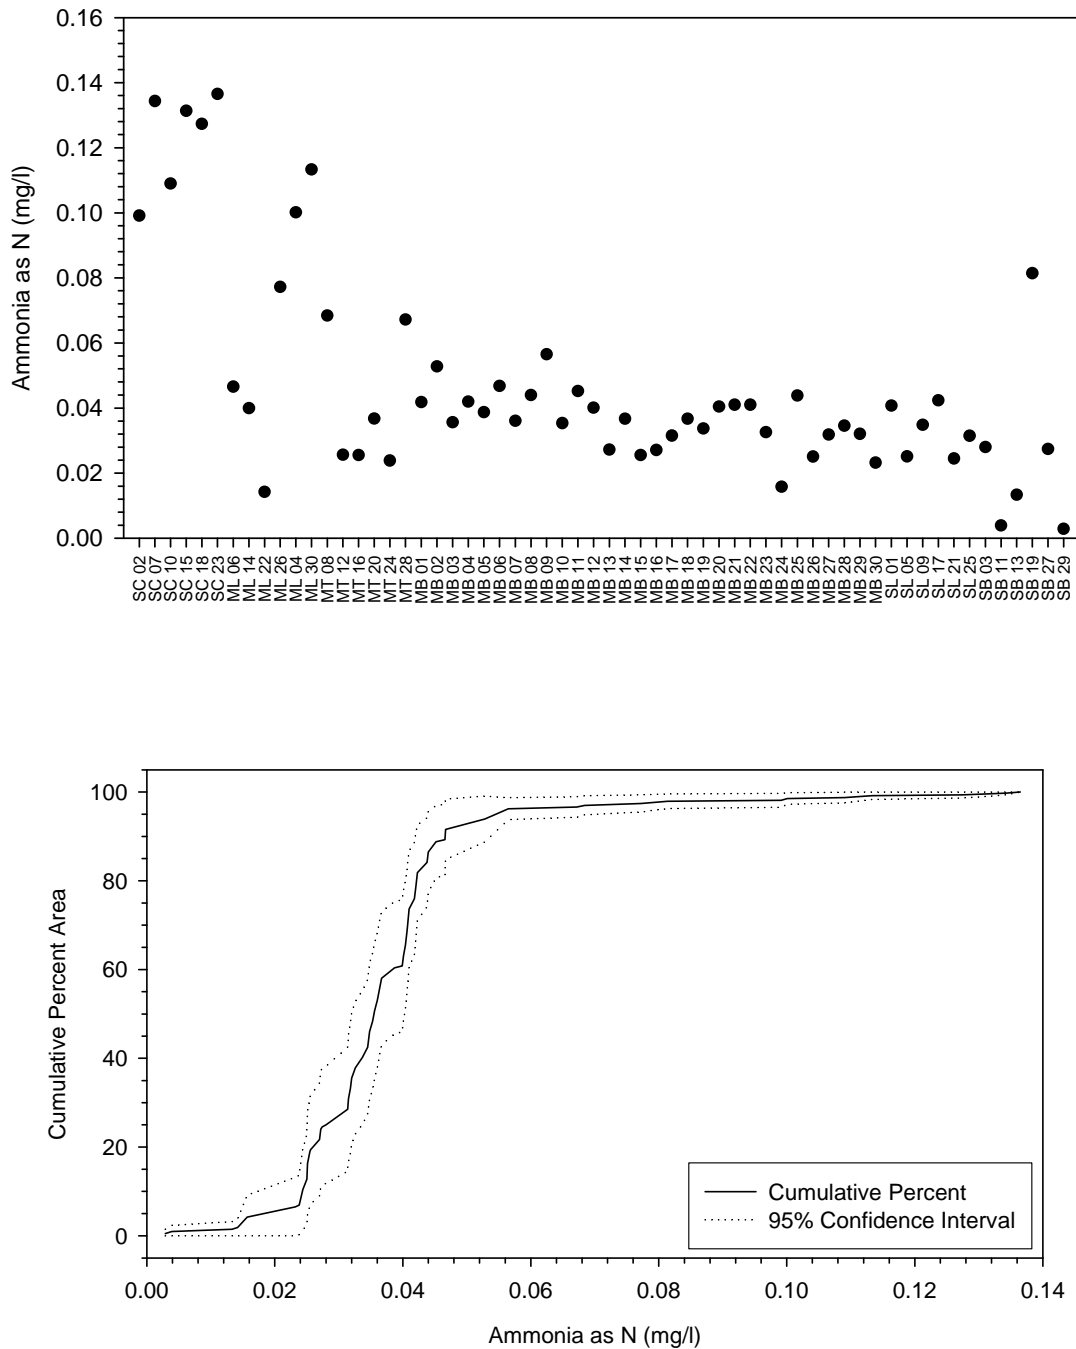 0.16
0.14
0.12
0.10
0.08
0.06
0.04
0.02
0.00
Ammonia as N (mg/l)
SC 02
SC 07
SC 10
SC 15
SC 18
SC 23
ML 06
ML 14
ML 22
ML 26
ML 04
ML 30
MT 08
MT 12
MT 16
MT 20
MT 24
MT 28
MB 01
MB 02
MB 03
MB 04
MB 05
MB 06
MB 07
MB 08
MB 09
MB 10
MB 11
MB 12
MB 13
MB 14
MB 15
MB 16
MB 17
MB 18
MB 19
MB 20
MB 21
MB 22
MB 23
MB 24
MB 25
MB 26
MB 27
MB 28
MB 29
MB 30
SL 01
SL 05
SL 09
SL 17
SL 21
SL 25
SB 03
SB 11
SB 13
SB 19
SB 27
SB 29
100
80
60
40
20
0
Cumulative Percent Area
Cumulative Percent
95% Confidence Interval
0.00 0.02 0.04 0.06 0.08 0.10 0.12 0.14
Ammonia as N (mg/l)